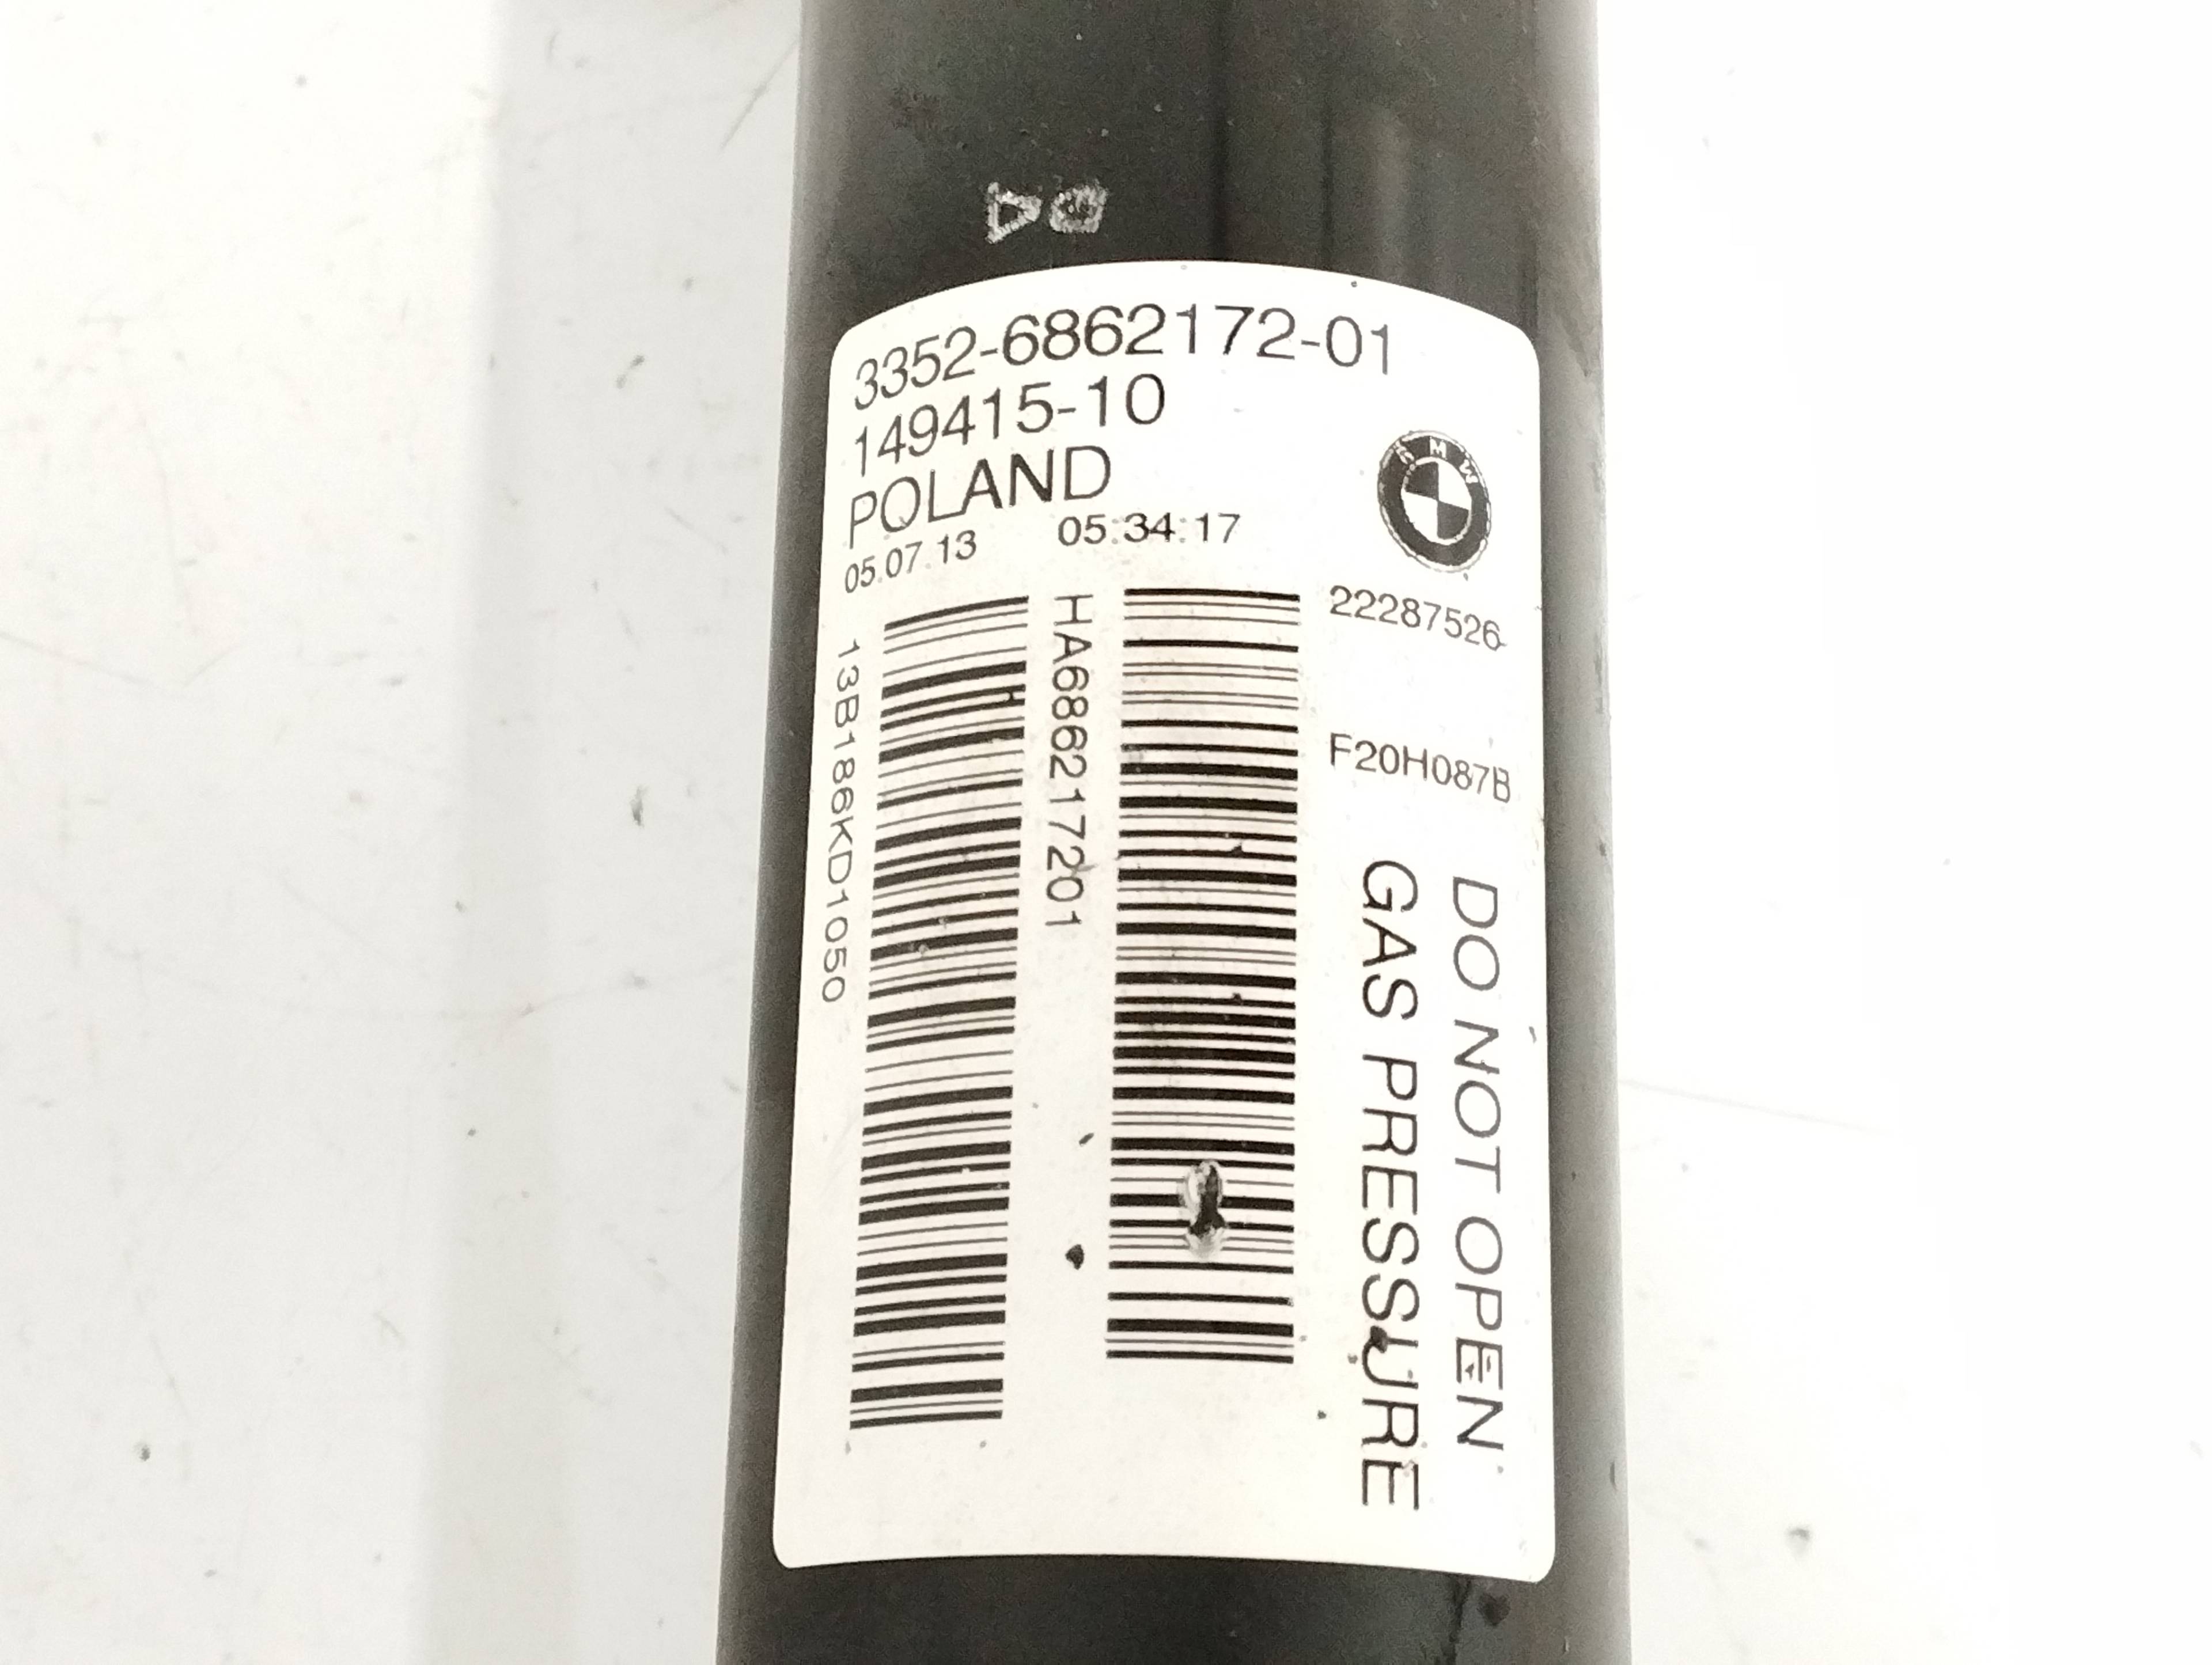 3352-6862172-01
149415-10
POLAND
05.07.13 05:34:17
BMW
22287526
F20H087B
13B186KD1050
HA686217201
DO NOT OPEN
GAS PRESSURE